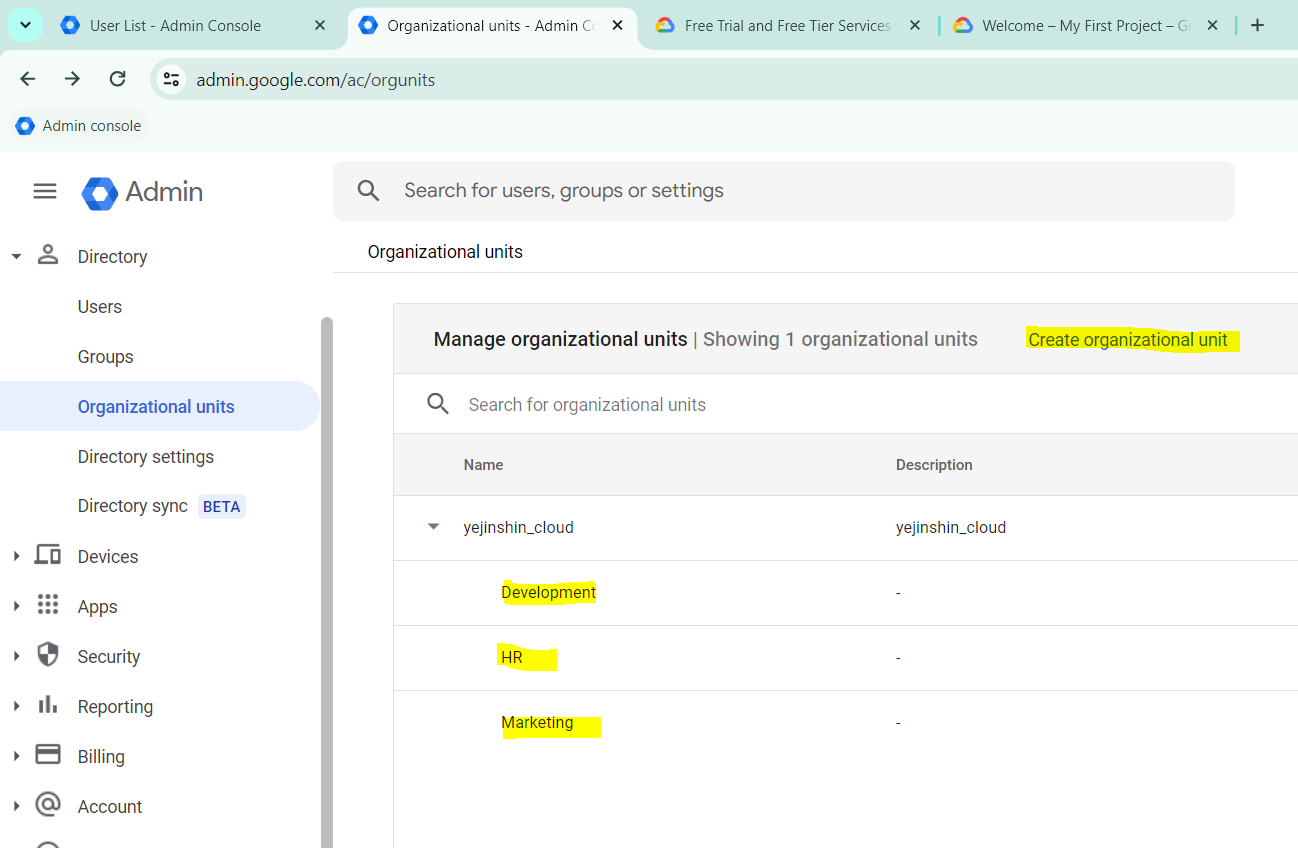 User List - Admin Console
Organizational units - Admin Co
Free Trial and Free Tier Services
Welcome – My First Project – G
admin.google.com/ac/orgunits
Admin console
Admin
Search for users, groups or settings
Directory
Organizational units
Users
Groups
Organizational units
Directory settings
Directory sync BETA
Devices
Apps
Security
Reporting
Billing
Account
Manage organizational units | Showing 1 organizational units
Create organizational unit
Search for organizational units
Name Description
yejinshin_cloud yejinshin_cloud
Development -
HR -
Marketing -